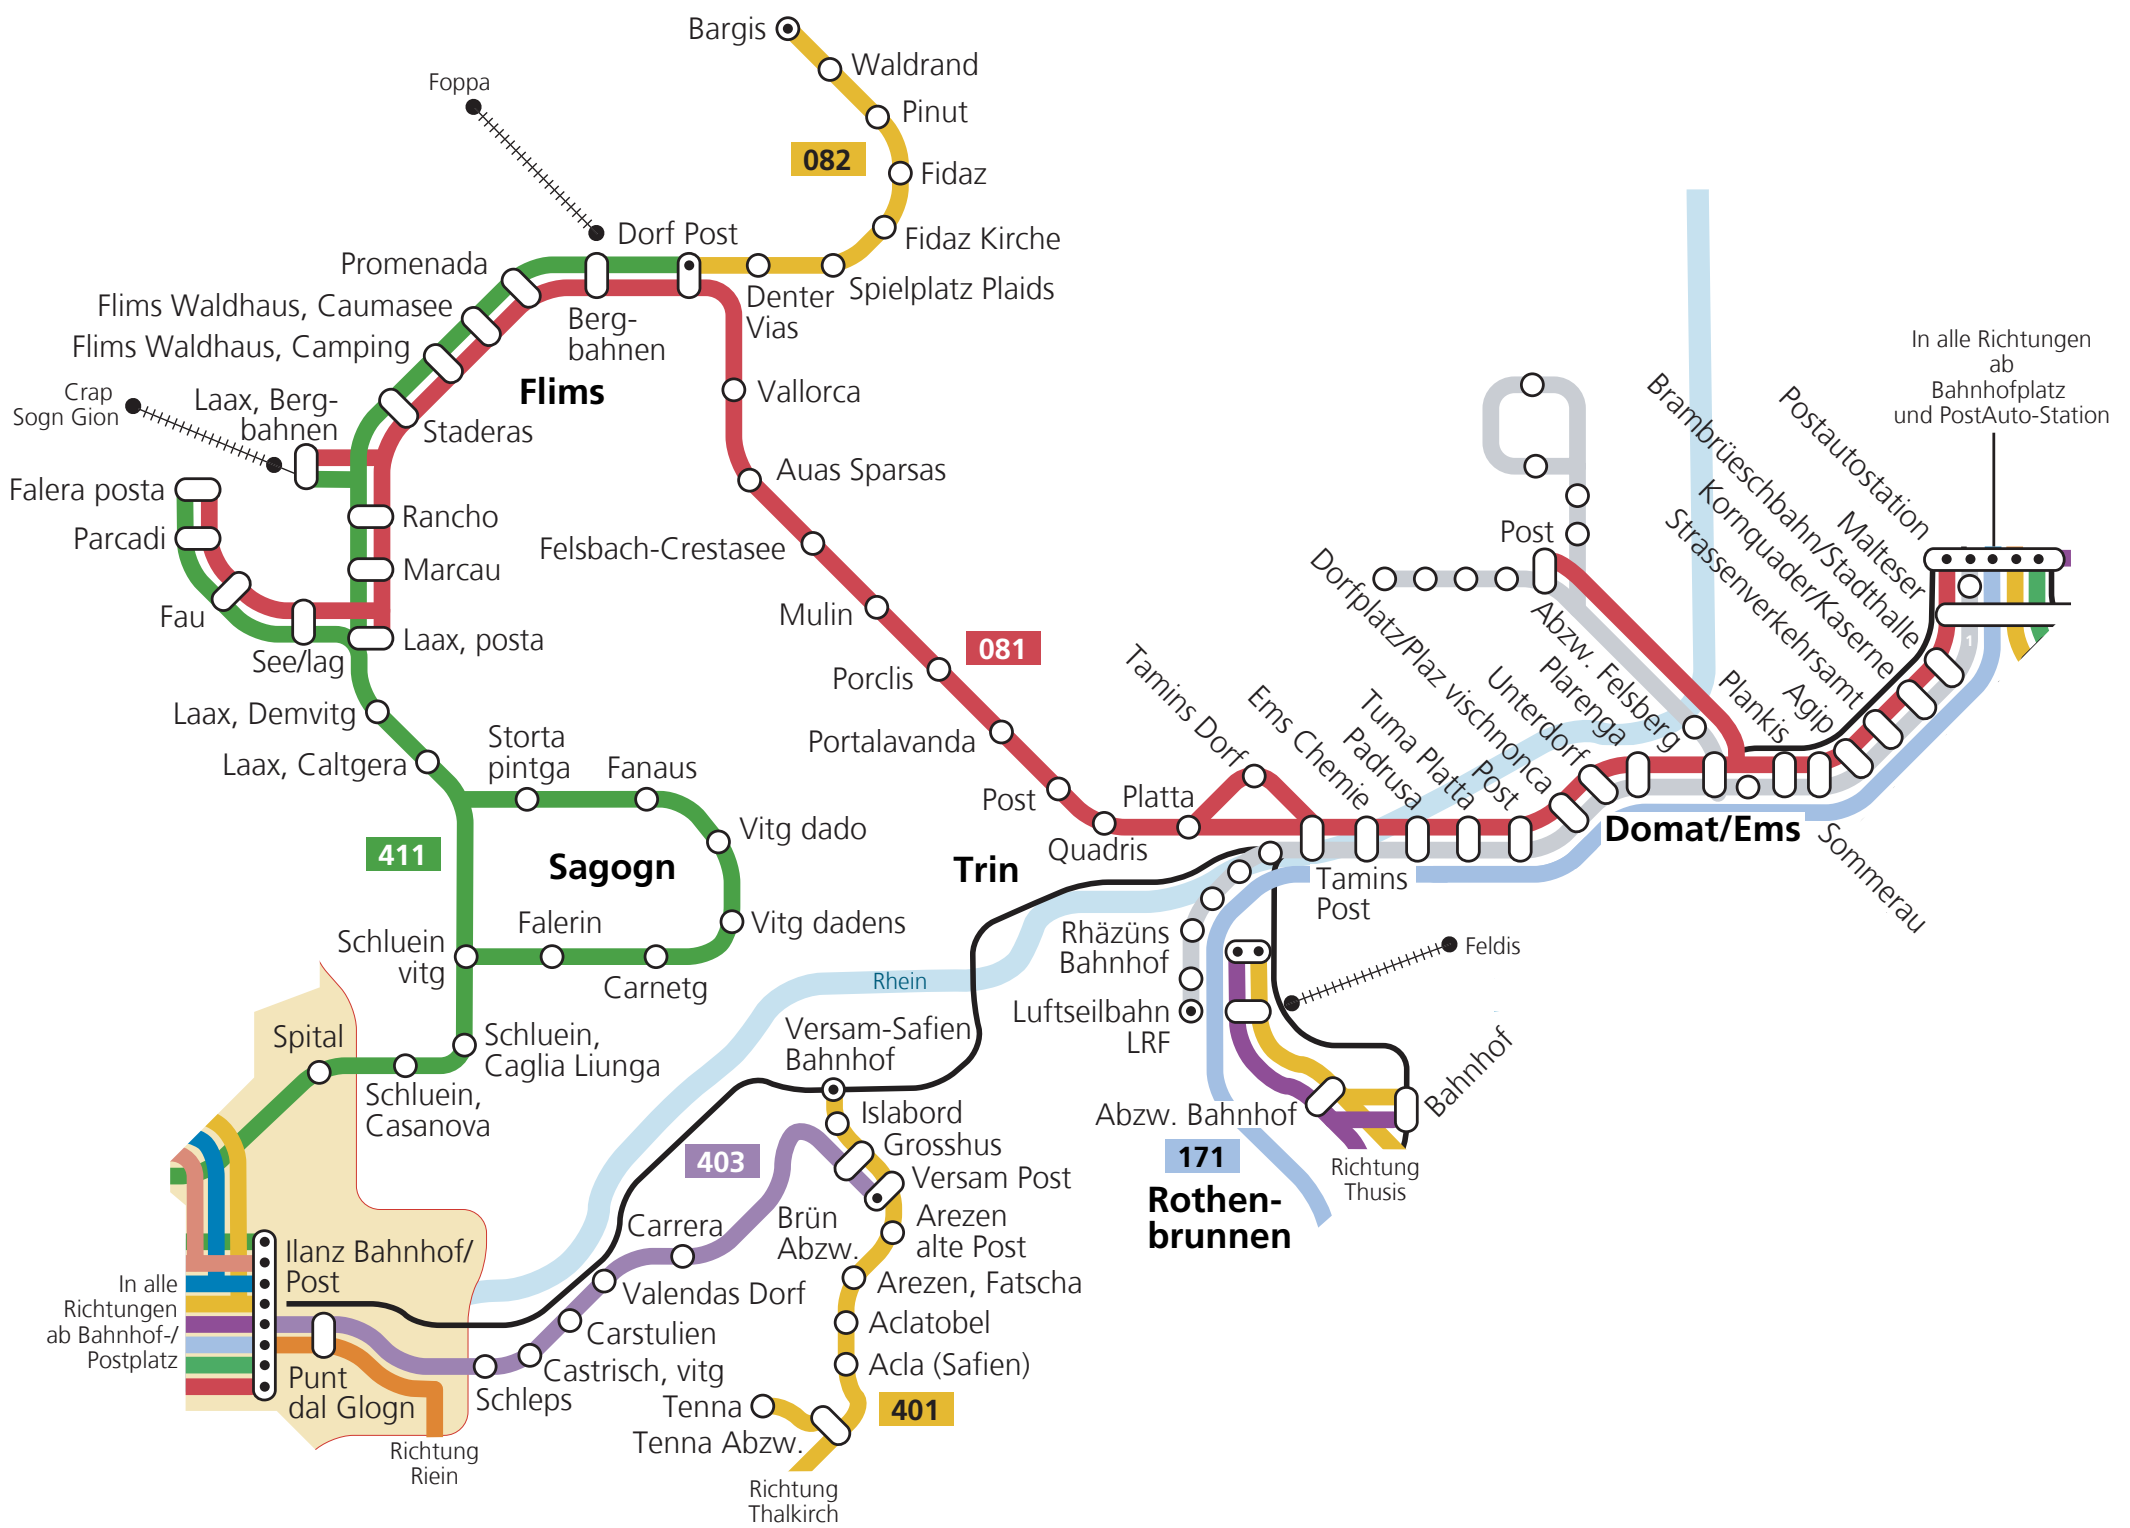 Bargis
Waldrand
Foppa
Pinut
082
Fidaz
Dorf Post
Fidaz Kirche
Promenada
Denter
Vias
Spielplatz Plaids
Flims Waldhaus, Caumasee
Berg-
bahnen
Flims Waldhaus, Camping
Flims
Crap
Sogn Gion
Laax, Berg-
bahnen
Staderas
Vallorca
Auas Sparsas
Falera posta
Rancho
Parcadi
Felsbach-Crestasee
Marcau
Fau
Mulin
See/lag
Laax, posta
081
Porclis
Laax, Demvitg
Portalavanda
Laax, Caltgera
Storta
pintga
Fanaus
Post
Platta
Quadris
Vitg dado
411
Sagogn
Trin
Falerin
Vitg dadens
Schluein
vitg
Carnetg
Rhein
Spital
Schluein,
Caglia Liunga
Schluein,
Casanova
In alle Richtungen
ab
Bahnhofplatz
und PostAuto-Station
Postautostation
Malteser
Brambrüeschbahn/Stadthalle
Kornquader/Kaserne
Strassenverkehrsamt
Agip
Plankis
1
Post
Abzw. Felsberg
Plarenga
Unterdorf
Dorfplatz/Plaz vischnonca
Post
Tuma Platta
Padrusa
Ems Chemie
Tamins Dorf
Domat/Ems
Sommerau
Tamins
Post
Rhäzüns
Bahnhof
Feldis
Luftseilbahn
LRF
Versam-Safien
Bahnhof
Bahnhof
Abzw. Bahnhof
171
Richtung
Thusis
Rothen-
brunnen
Islabord
Grosshus
403
Versam Post
Carrera
Brün
Abzw.
Arezen
alte Post
Ilanz Bahnhof/
Post
Arezen, Fatscha
Valendas Dorf
In alle
Richtungen
ab Bahnhof-/
Postplatz
Aclatobel
Carstulien
Castrisch, vitg
Acla (Safien)
Punt
dal Glogn
Schleps
Tenna
401
Tenna Abzw.
Richtung
Riein
Richtung
Thalkirch